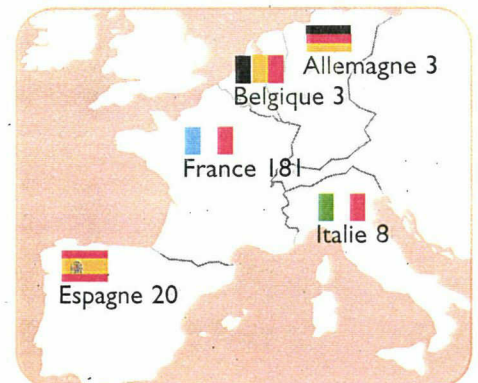 Allemagne 3
Belgique 3
France 181
Italie 8
Espagne 20